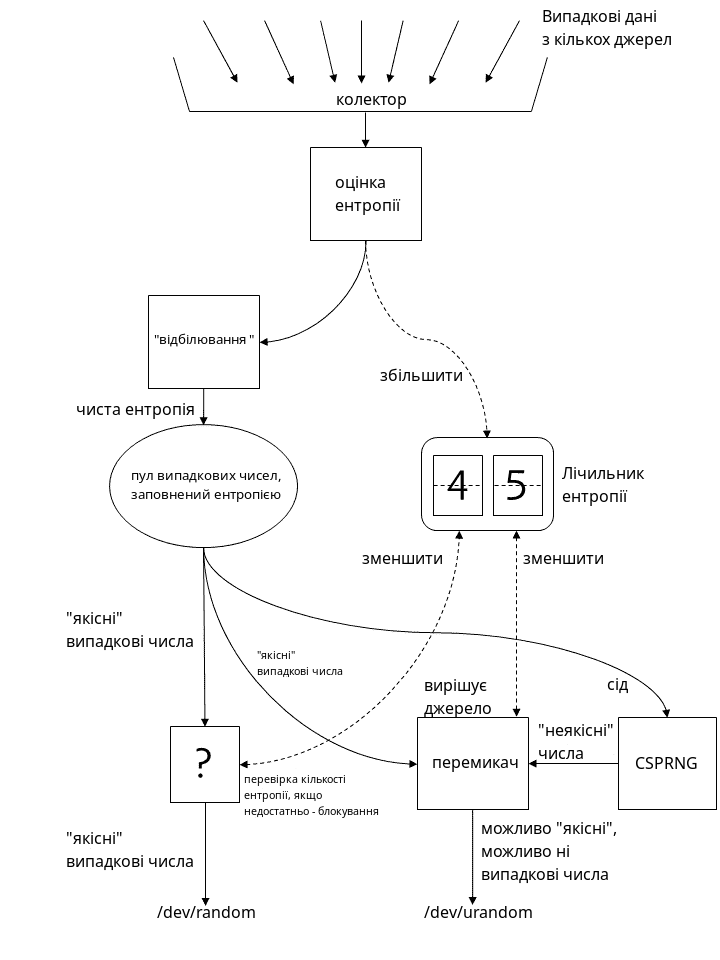 Випадкові дані
з кількох джерел
колектор
оцінка
ентропії
"відбілювання"
збільшити
чиста ентропія
пул випадкових чисел,
заповнений ентропією
4 5
Лічильник
ентропії
зменшити
зменшити
"якісні"
випадкові числа
"якісні"
випадкові числа
вирішує
джерело
сід
"неякісні"
числа
?
перемикач
CSPRNG
перевірка кількості
ентропії, якщо
недостатньо - блокування
"якісні"
випадкові числа
можливо "якісні",
можливо ні
випадкові числа
/dev/random
/dev/urandom